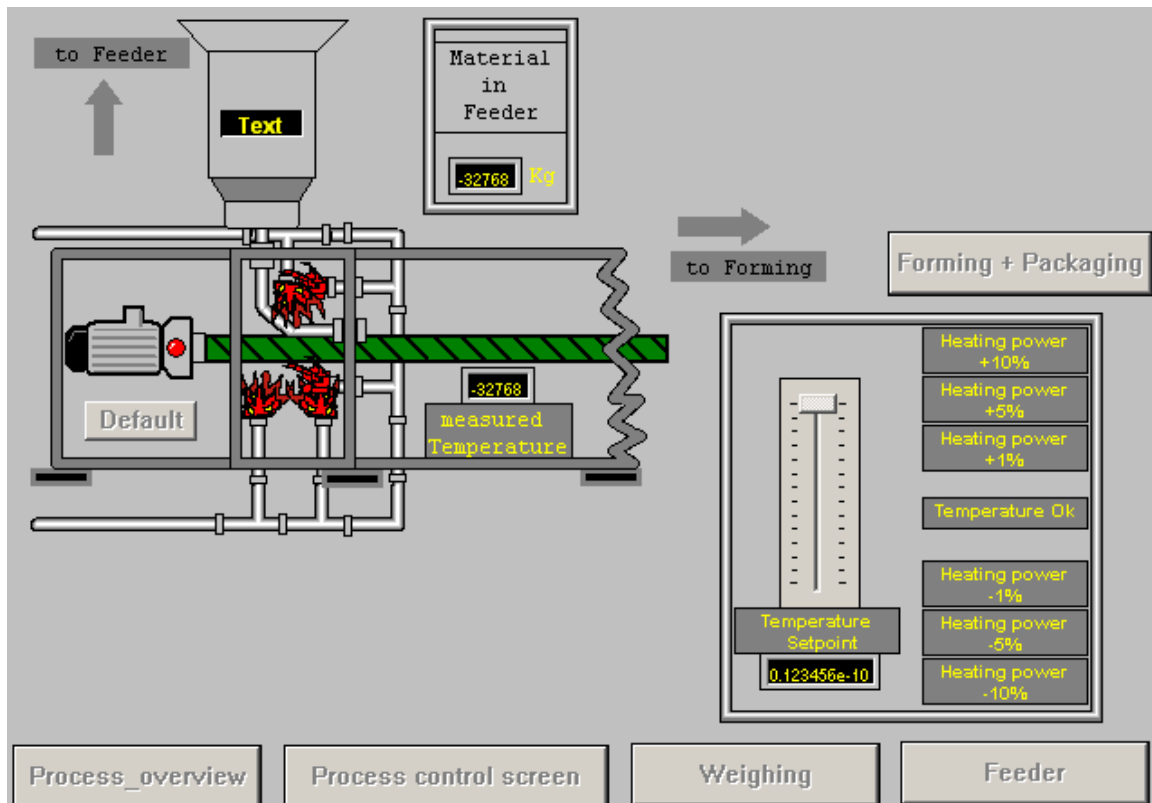 to Feeder
Text
Material
in
Feeder
-32768 Kg
to Forming
Forming + Packaging
Default
-32768
measured
Temperature
Heating power
+10%
Heating power
+5%
Heating power
+1%
Temperature Ok
Heating power
-1%
Heating power
-5%
Heating power
-10%
Temperature
Setpoint
0.123456e-10
Process_overview
Process control screen
Weighing
Feeder